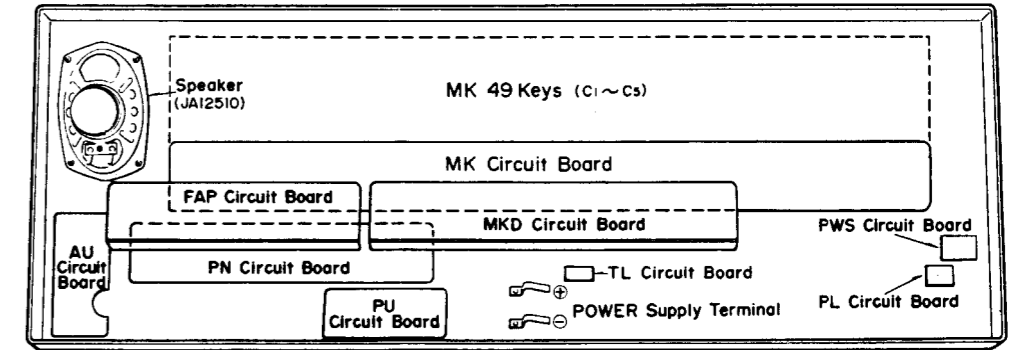 Speaker
(JA12510)
MK 49 Keys (C1~C5)
MK Circuit Board
FAP Circuit Board
MKD Circuit Board
PWS Circuit Board
AU
Circuit
Board
PN Circuit Board
TL Circuit Board
PL Circuit Board
PU
Circuit Board
⊕
POWER Supply Terminal
⊖